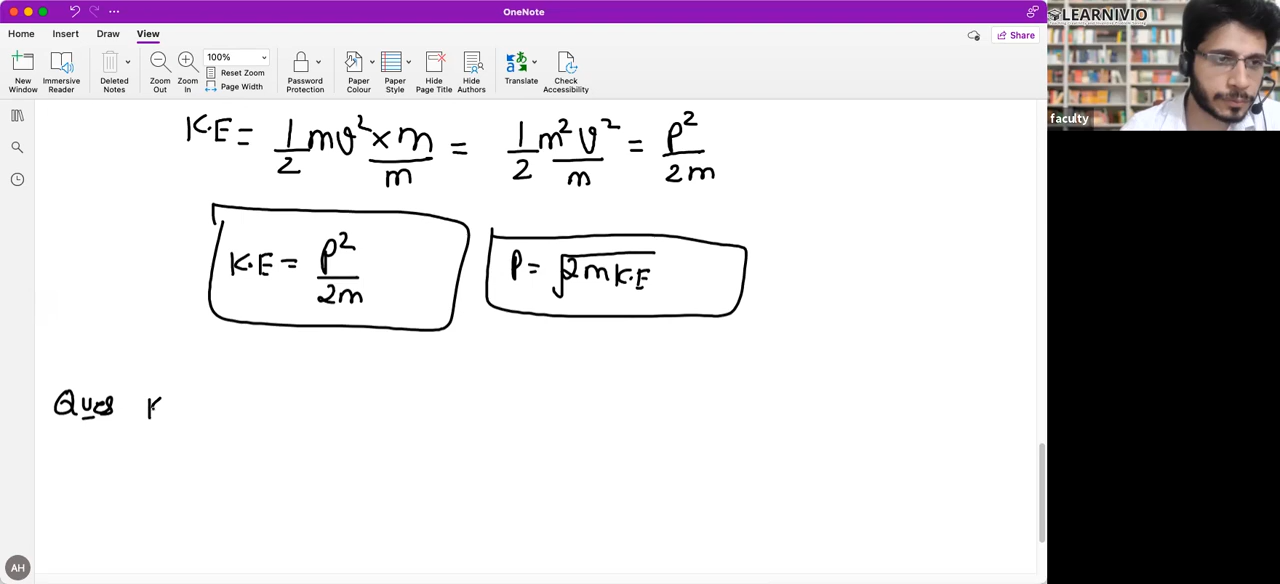 OneNote
LEARNIVIO
Home Insert Draw View
Share
100%
Reset Zoom
Page Width
New Window
Immersive Reader
Deleted Notes
Zoom Out
Zoom In
Password Protection
Paper Colour
Paper Style
Hide Page Title
Hide Authors
Translate
Check Accessibility
faculty
K.E = 1/2 mv² × m/m = 1/2 m²v²/m = P²/2m
K.E = P²/2m
P = √2mK.E
Ques K
AH